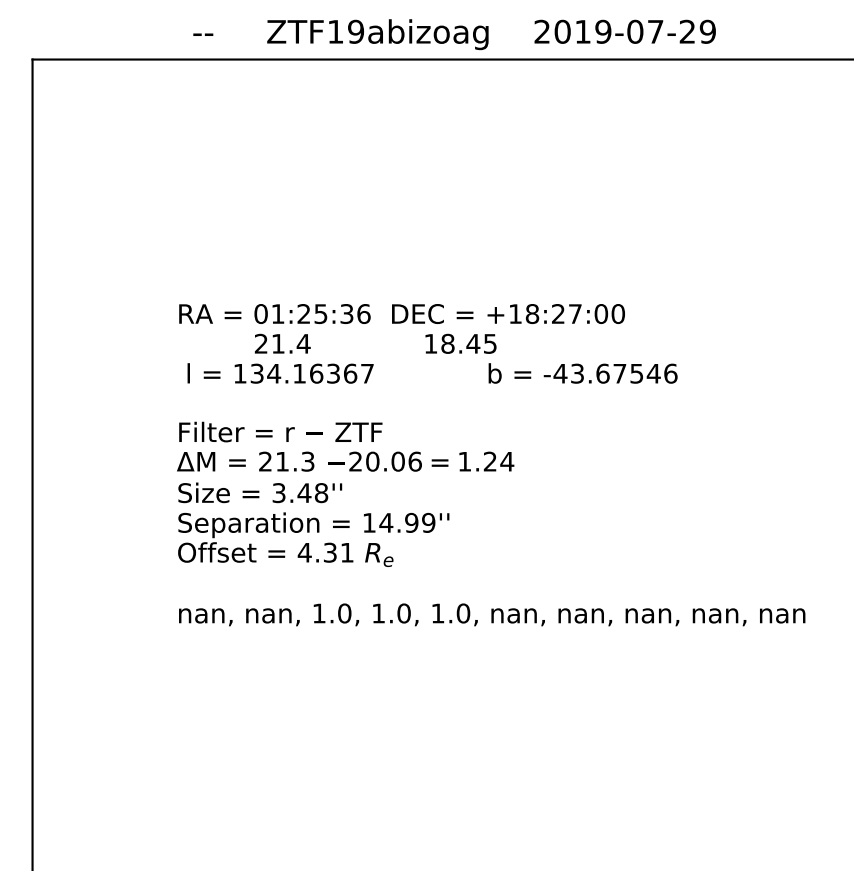 -- ZTF19abizoag 2019-07-29
RA = 01:25:36 DEC = +18:27:00
21.4 18.45
l = 134.16367 b = -43.67546
Filter = r − ZTF
ΔM = 21.3 −20.06 = 1.24
Size = 3.48''
Separation = 14.99''
Offset = 4.31 Re
nan, nan, 1.0, 1.0, 1.0, nan, nan, nan, nan, nan